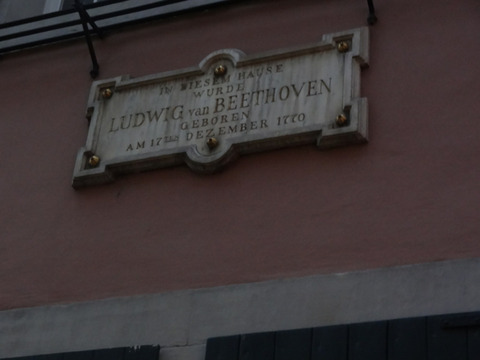 IN DIESEM HAUSE
WURDE
LUDWIG van BEETHOVEN
GEBOREN
AM 17ten DEZEMBER 1770